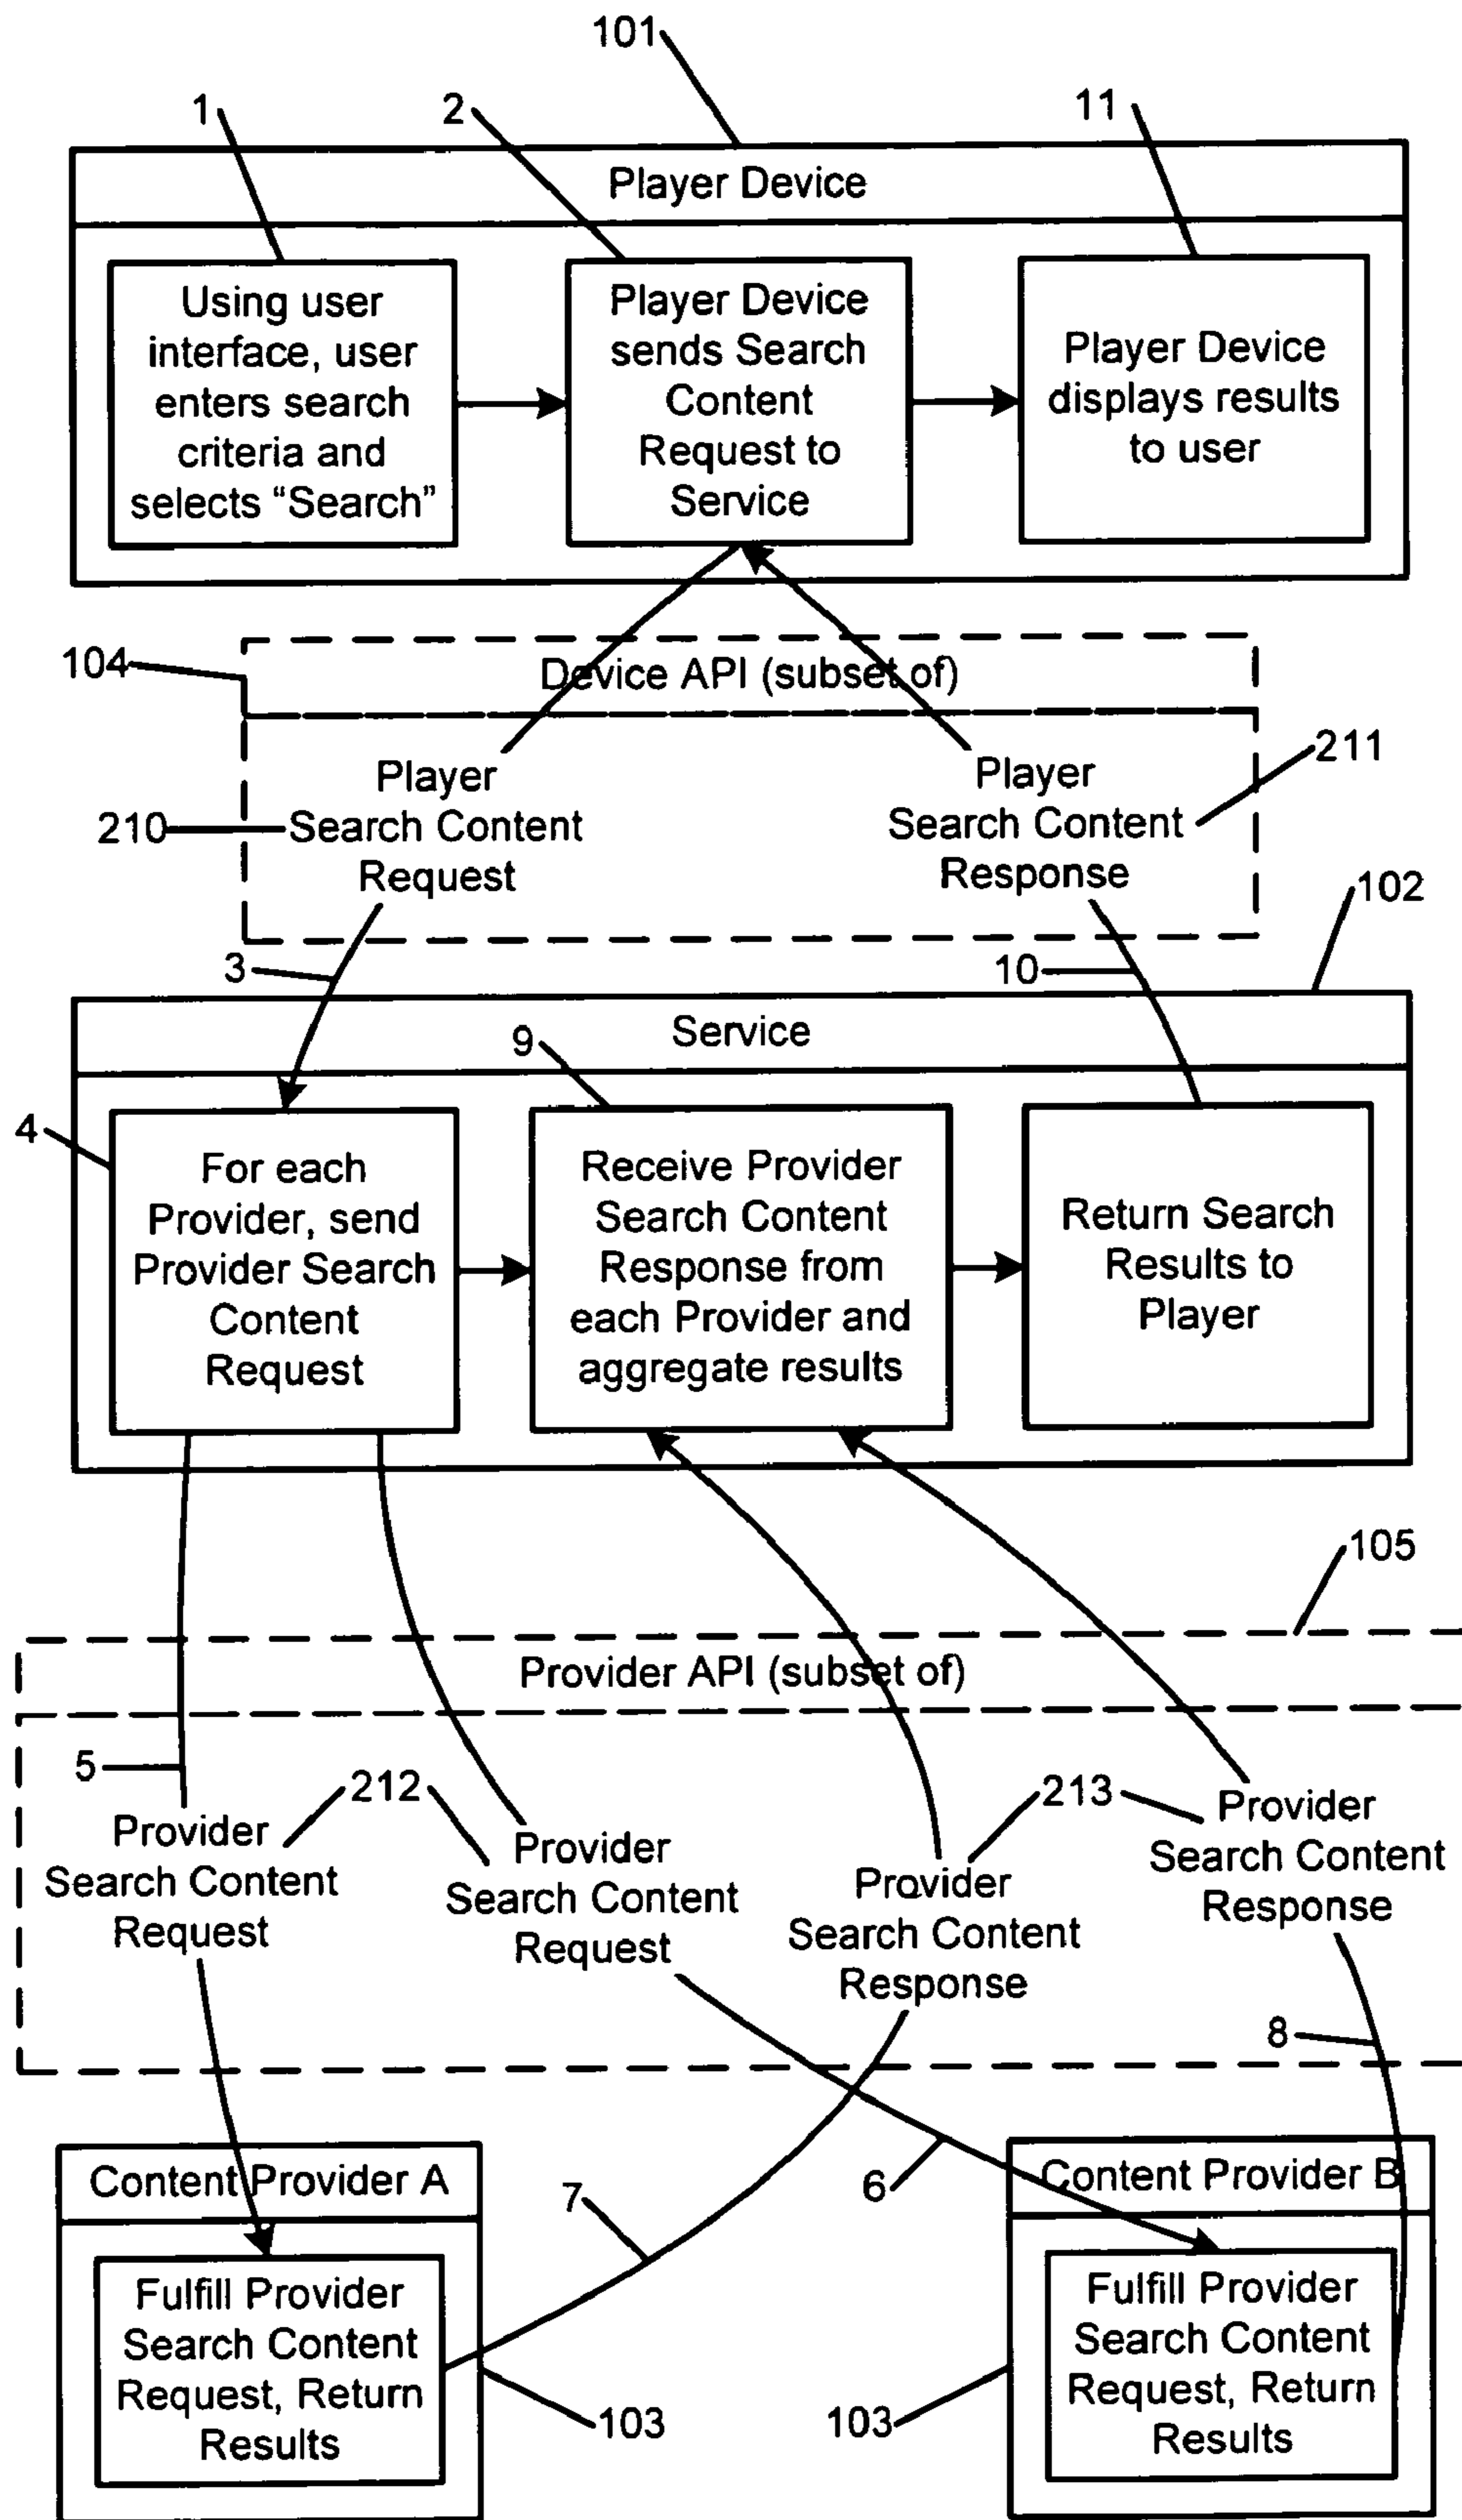 101
1
2
11
Player Device
Using user
interface, user
enters search
criteria and
selects “Search”
Player Device
sends Search
Content
Request to
Service
Player Device
displays results
to user
104
Device API (subset of)
Player
Search Content
Request
210
Player
Search Content
Response
211
102
3
10
Service
9
4
For each
Provider, send
Provider Search
Content
Request
Receive Provider
Search Content
Response from
each Provider and
aggregate results
Return Search
Results to
Player
105
Provider API (subset of)
5
212
213
Provider
Search Content
Request
Provider
Search Content
Request
Provider
Search Content
Response
Provider
Search Content
Response
8
6
7
Content Provider A
Content Provider B
Fulfill Provider
Search Content
Request, Return
Results
Fulfill Provider
Search Content
Request, Return
Results
103
103